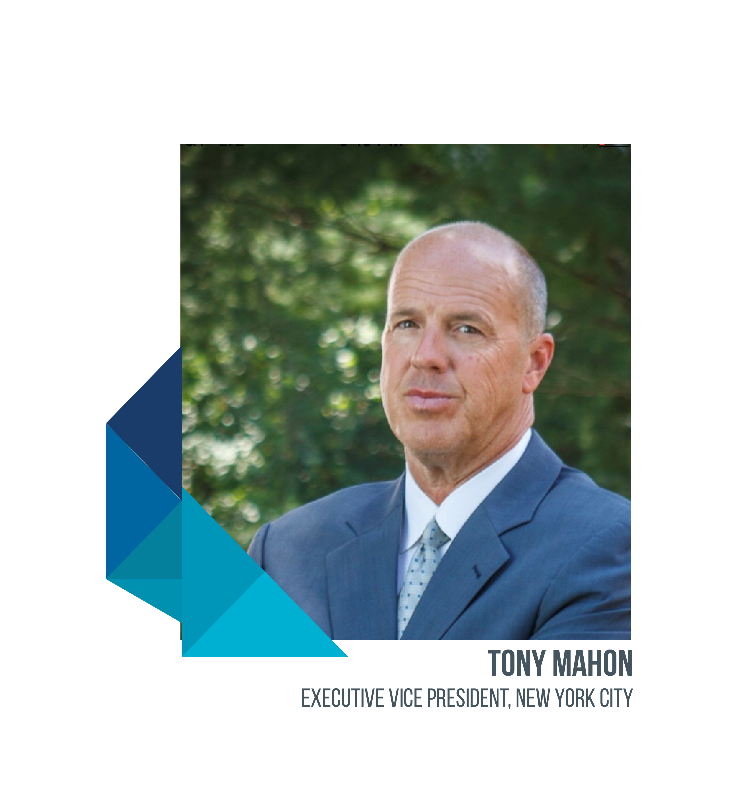 TONY MAHON
EXECUTIVE VICE PRESIDENT, NEW YORK CITY